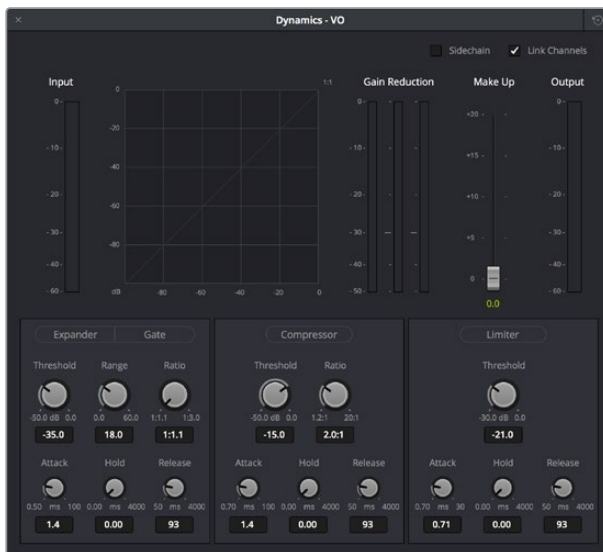 Dynamics - VO
Sidechain Link Channels
Input 1:1 Gain Reduction Make Up Output
0 0 0 +20 0
-10 -20 -10 +15 -10
-20 -40 -20 +10 -20
-30 -60 -30 +5 -30
-40 -80 -40 0 -40
-60 dB -80 -60 -40 -20 0 -50 -60
0.0
Expander Gate Compressor Limiter
Threshold Range Ratio Threshold Ratio Threshold
-50.0 dB 0.0 0.0 60.0 1:1.1 1:3.0 -50.0 dB 0.0 1.2:1 20:1 -30.0 dB 0.0
-35.0 18.0 1:1.1 -15.0 2.0:1 -21.0
Attack Hold Release Attack Hold Release Attack Hold Release
0.50 ms 100 0.00 ms 4000 50 ms 4000 0.70 ms 100 0.00 ms 4000 50 ms 4000 0.70 ms 30 0.00 ms 4000 50 ms 4000
1.4 0.00 93 1.4 0.00 93 0.71 0.00 93